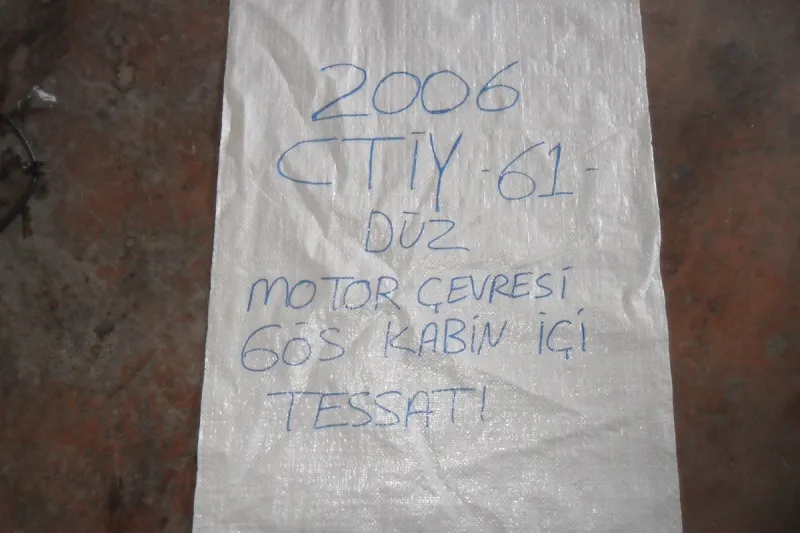 2006
CTİY -61-
DÜZ
MOTOR ÇEVRESİ
GÖS KABİN İÇİ
TESSATI